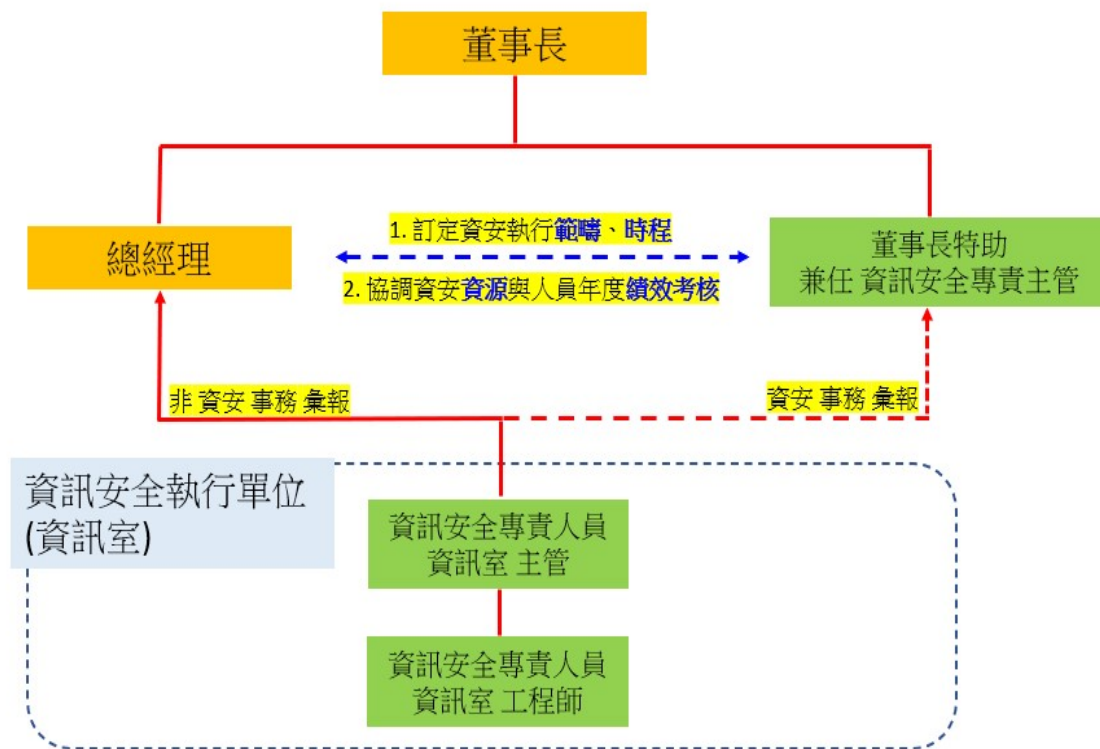 董事長
1. 訂定資安執行範疇、時程
總經理
2. 協調資安資源與人員年度績效考核
董事長特助
兼任 資訊安全專責主管
非 資安 事務 彙報
資安 事務 彙報
資訊安全執行單位
(資訊室)
資訊安全專責人員
資訊室 主管
資訊安全專責人員
資訊室 工程師